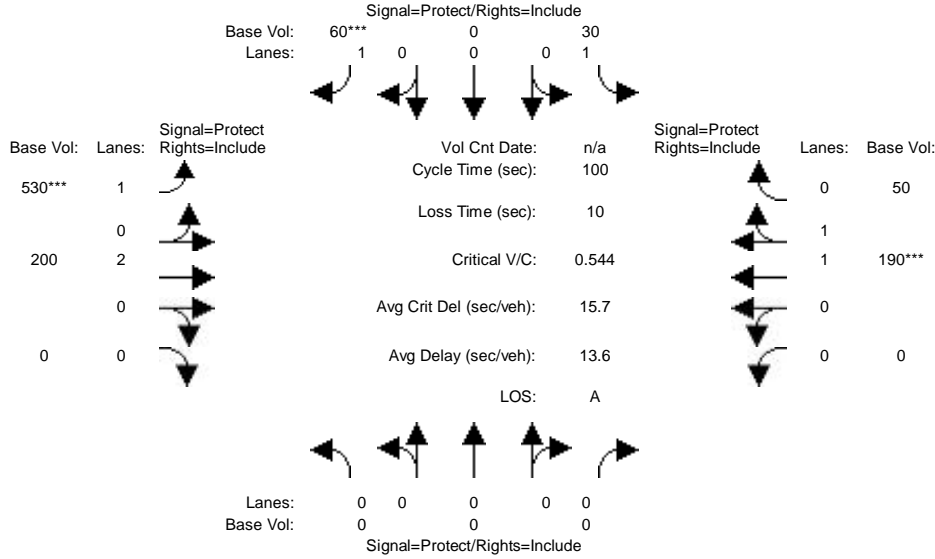 Signal=Protect/Rights=Include
Base Vol: 60*** 0 30
Lanes: 1 0 0 0 1
Signal=Protect Signal=Protect
Base Vol: Lanes: Rights=Include Vol Cnt Date: n/a Rights=Include Lanes: Base Vol:
Cycle Time (sec): 100
530*** 1 0 50
Loss Time (sec): 10
0 1
200 2 Critical V/C: 0.544 1 190***
0 Avg Crit Del (sec/veh): 15.7 0
0 0 Avg Delay (sec/veh): 13.6 0 0
LOS: A
Lanes: 0 0 0 0 0
Base Vol: 0 0 0
Signal=Protect/Rights=Include